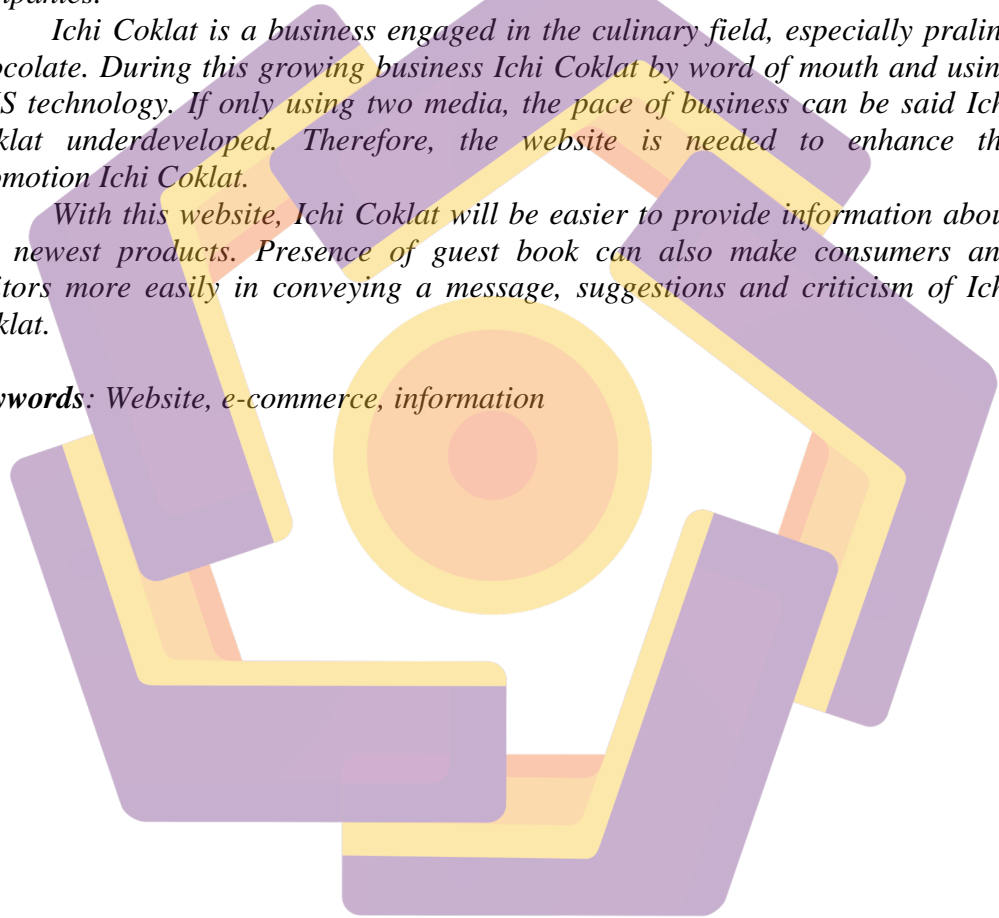 mpanies.
Ichi Coklat is a business engaged in the culinary field, especially pralin
ocolate. During this growing business Ichi Coklat by word of mouth and usin
S technology. If only using two media, the pace of business can be said Ich
klat underdeveloped. Therefore, the website is needed to enhance th
omotion Ichi Coklat.
With this website, Ichi Coklat will be easier to provide information abou
newest products. Presence of guest book can also make consumers an
itors more easily in conveying a message, suggestions and criticism of Ich
klat.
ywords: Website, e-commerce, information